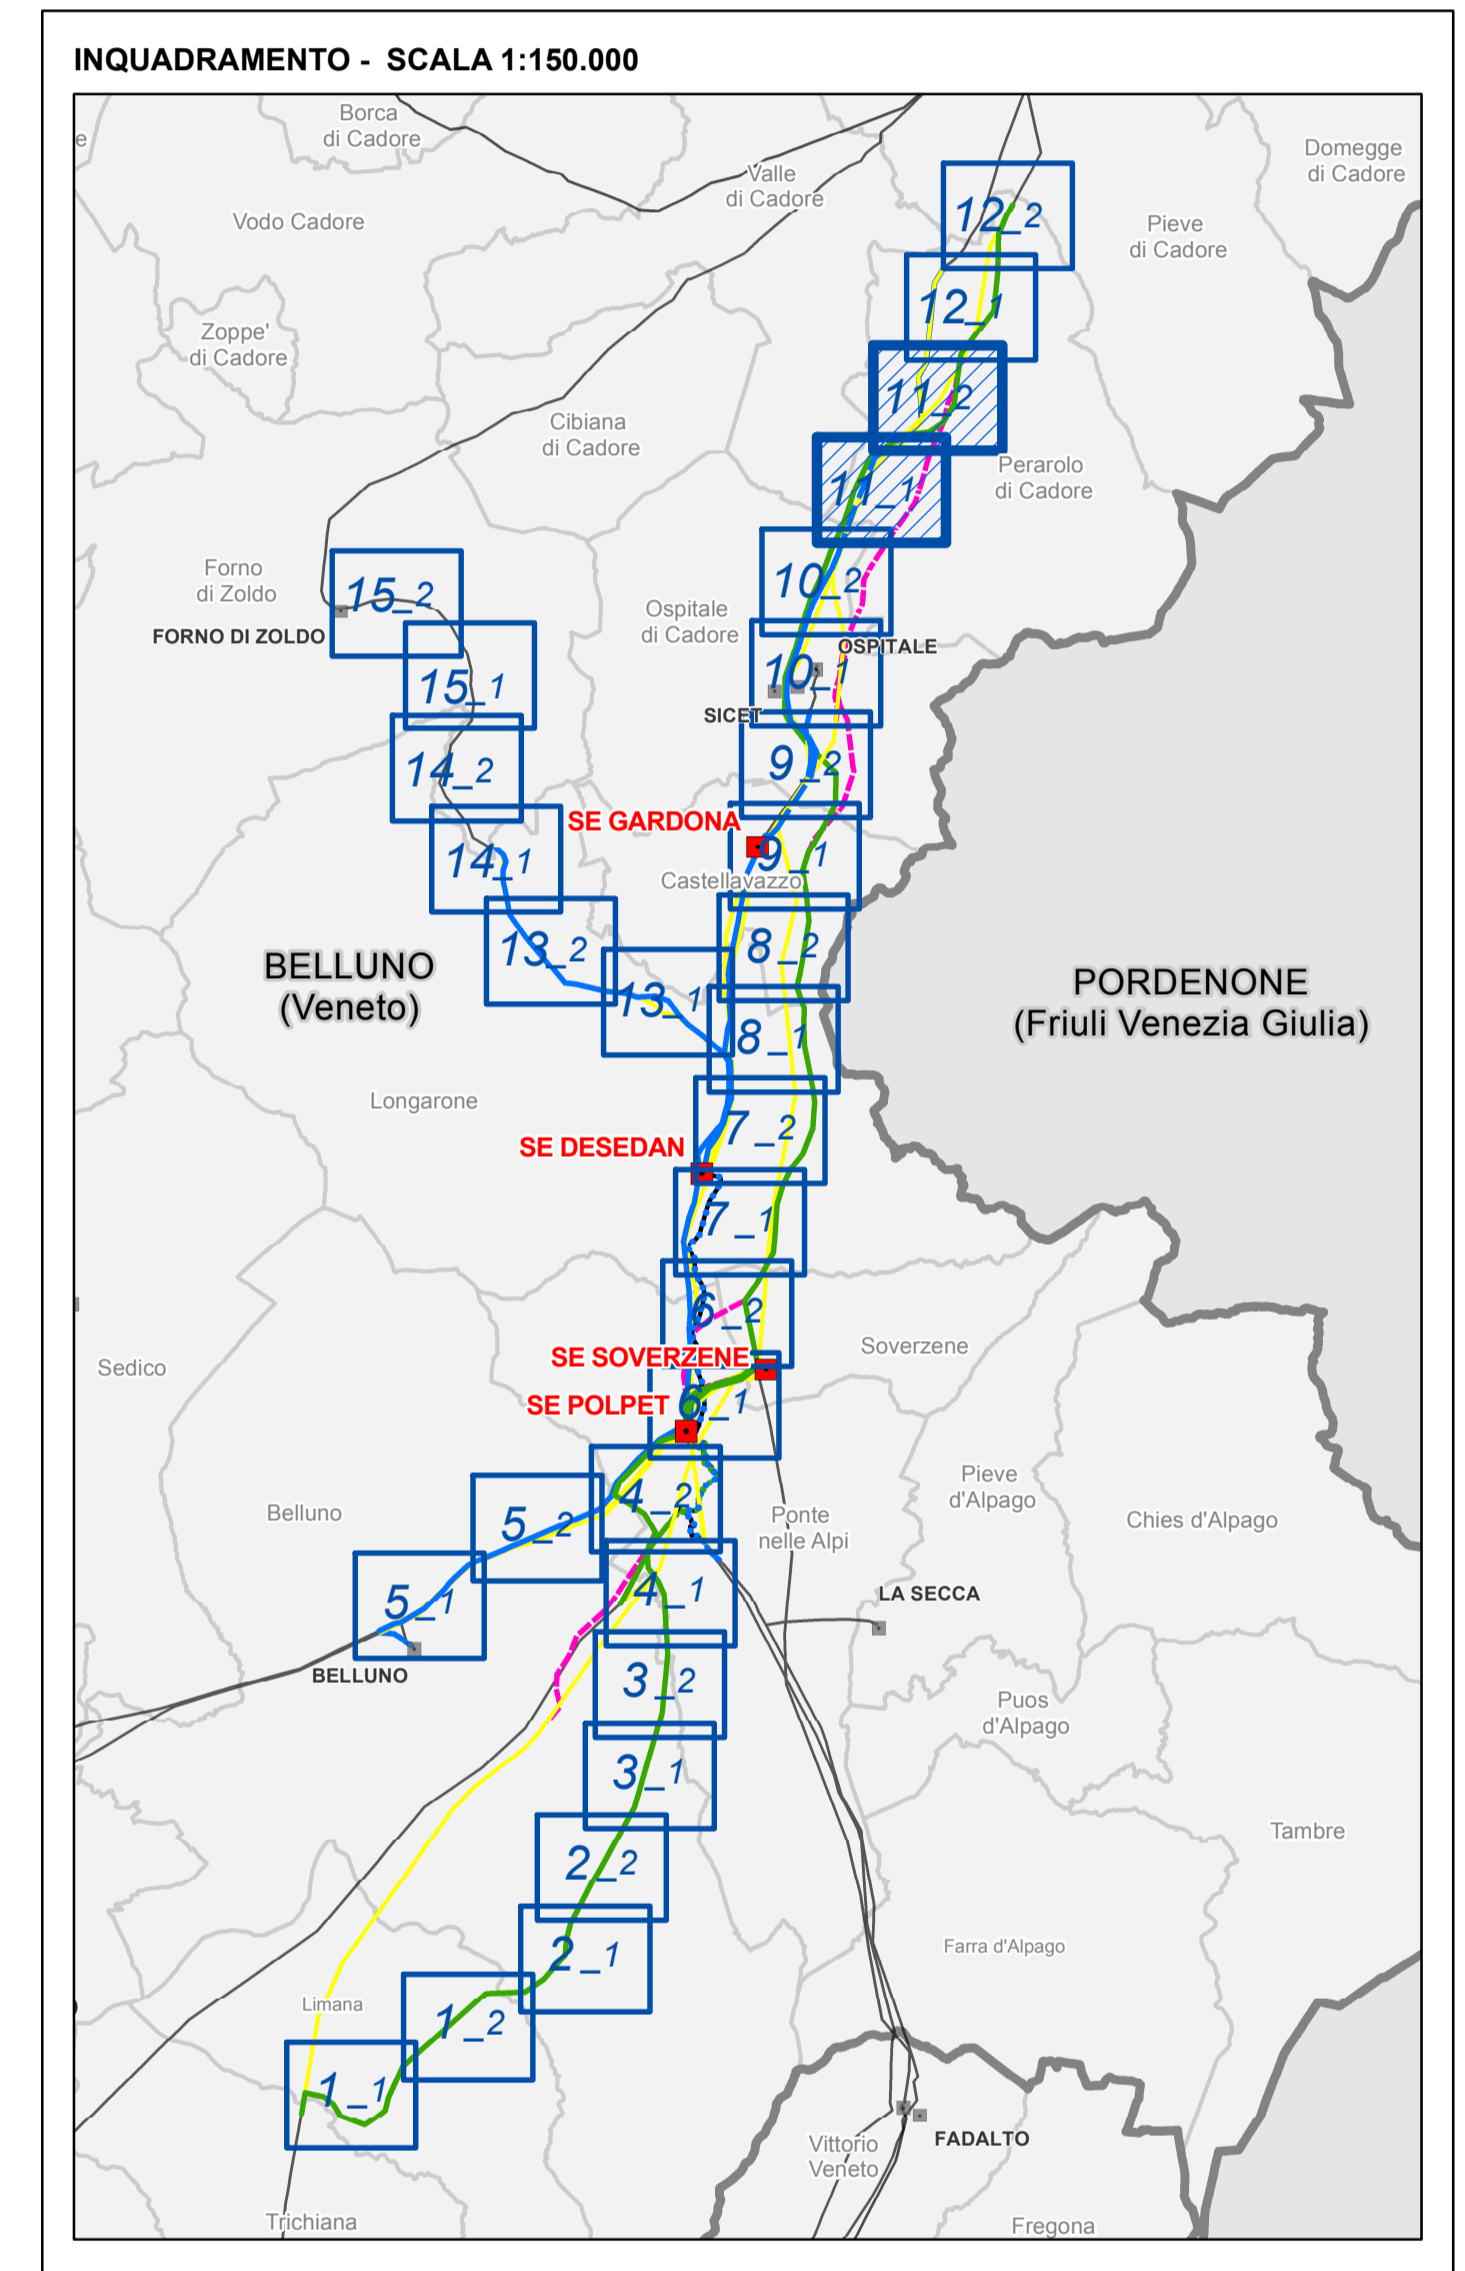 INQUADRAMENTO - SCALA 1:150.000
Borca
di Cadore
e
Valle
di Cadore
Domegge
di Cadore
Vodo Cadore
12_2
Pieve
di Cadore
12_1
Zoppe'
di Cadore
11_2
Cibiana
di Cadore
Perarolo
di Cadore
11_1
Forno
di Zoldo
15_2
10_2
Ospitale
di Cadore
FORNO DI ZOLDO
OSPITALE
10_1
15_1
SICET
14_2
9_2
SE GARDONA
14_1
9_1
Castellavazzo
13_2
8_2
BELLUNO
(Veneto)
PORDENONE
(Friuli Venezia Giulia)
13_1
8_1
Longarone
7_2
SE DESEDAN
7_1
6_2
Soverzene
SE SOVERZENE
Sedico
SE POLPET
6_1
Pieve
d'Alpago
4_2
Belluno
5_2
Ponte
nelle Alpi
Chies d'Alpago
5_1
4_1
LA SECCA
BELLUNO
3_2
Puos
d'Alpago
3_1
Tambre
2_2
2_1
Farra d'Alpago
Limana
1_2
1_1
FADALTO
Vittorio
Veneto
Trichiana
Fregona